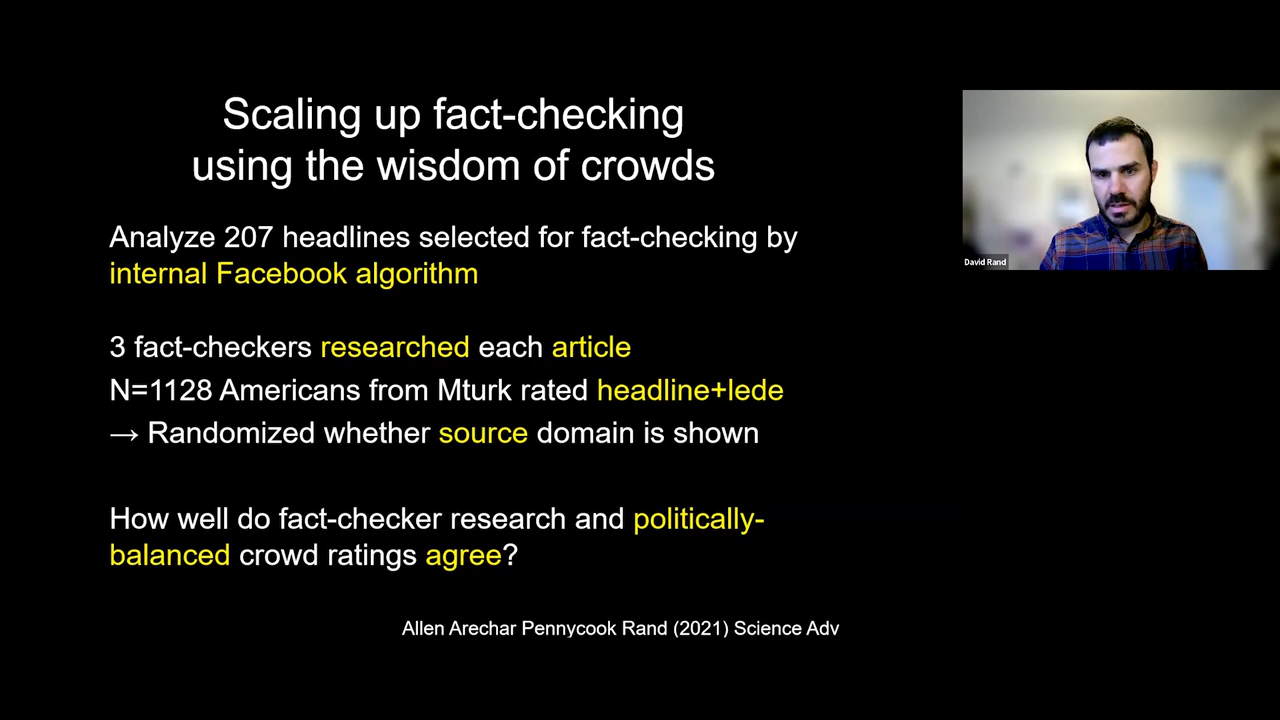 Scaling up fact-checking
using the wisdom of crowds
Analyze 207 headlines selected for fact-checking by
internal Facebook algorithm
3 fact-checkers researched each article
N=1128 Americans from Mturk rated headline+lede
→ Randomized whether source domain is shown
How well do fact-checker research and politically-
balanced crowd ratings agree?
Allen Arechar Pennycook Rand (2021) Science Adv
David Rand